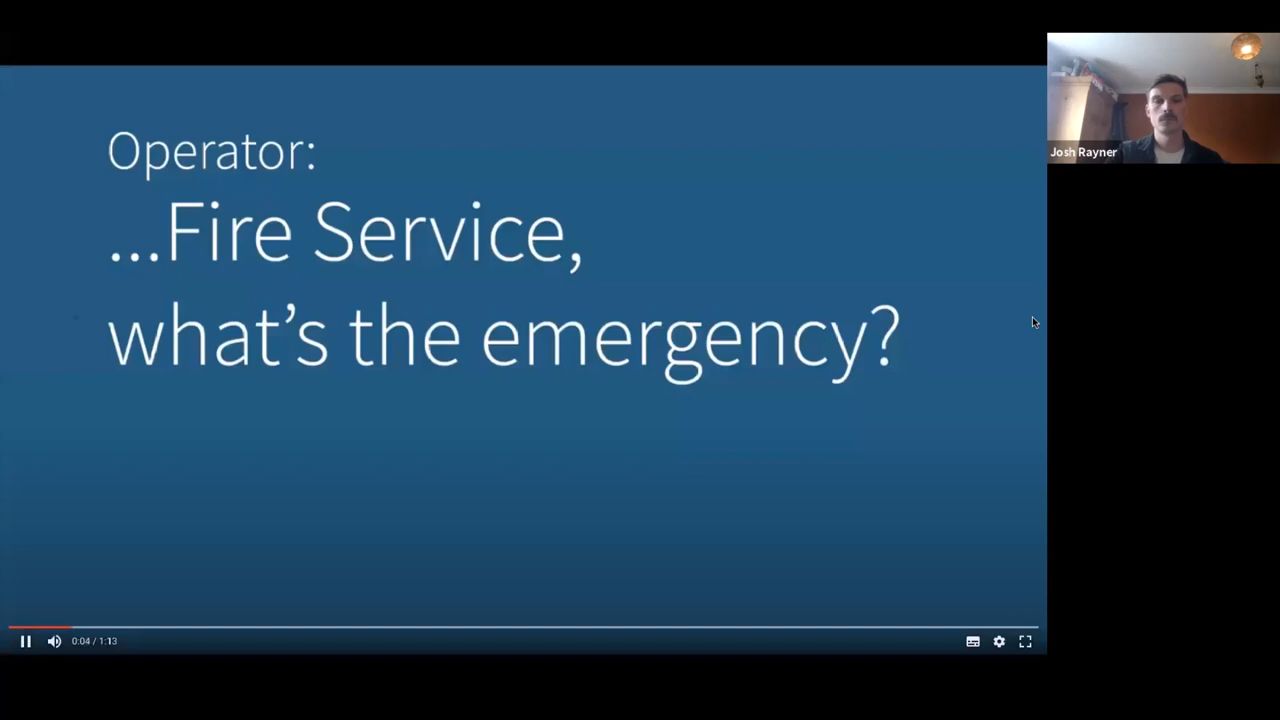 Operator:
...Fire Service,
what's the emergency?
Josh Rayner
0:04 / 1:13